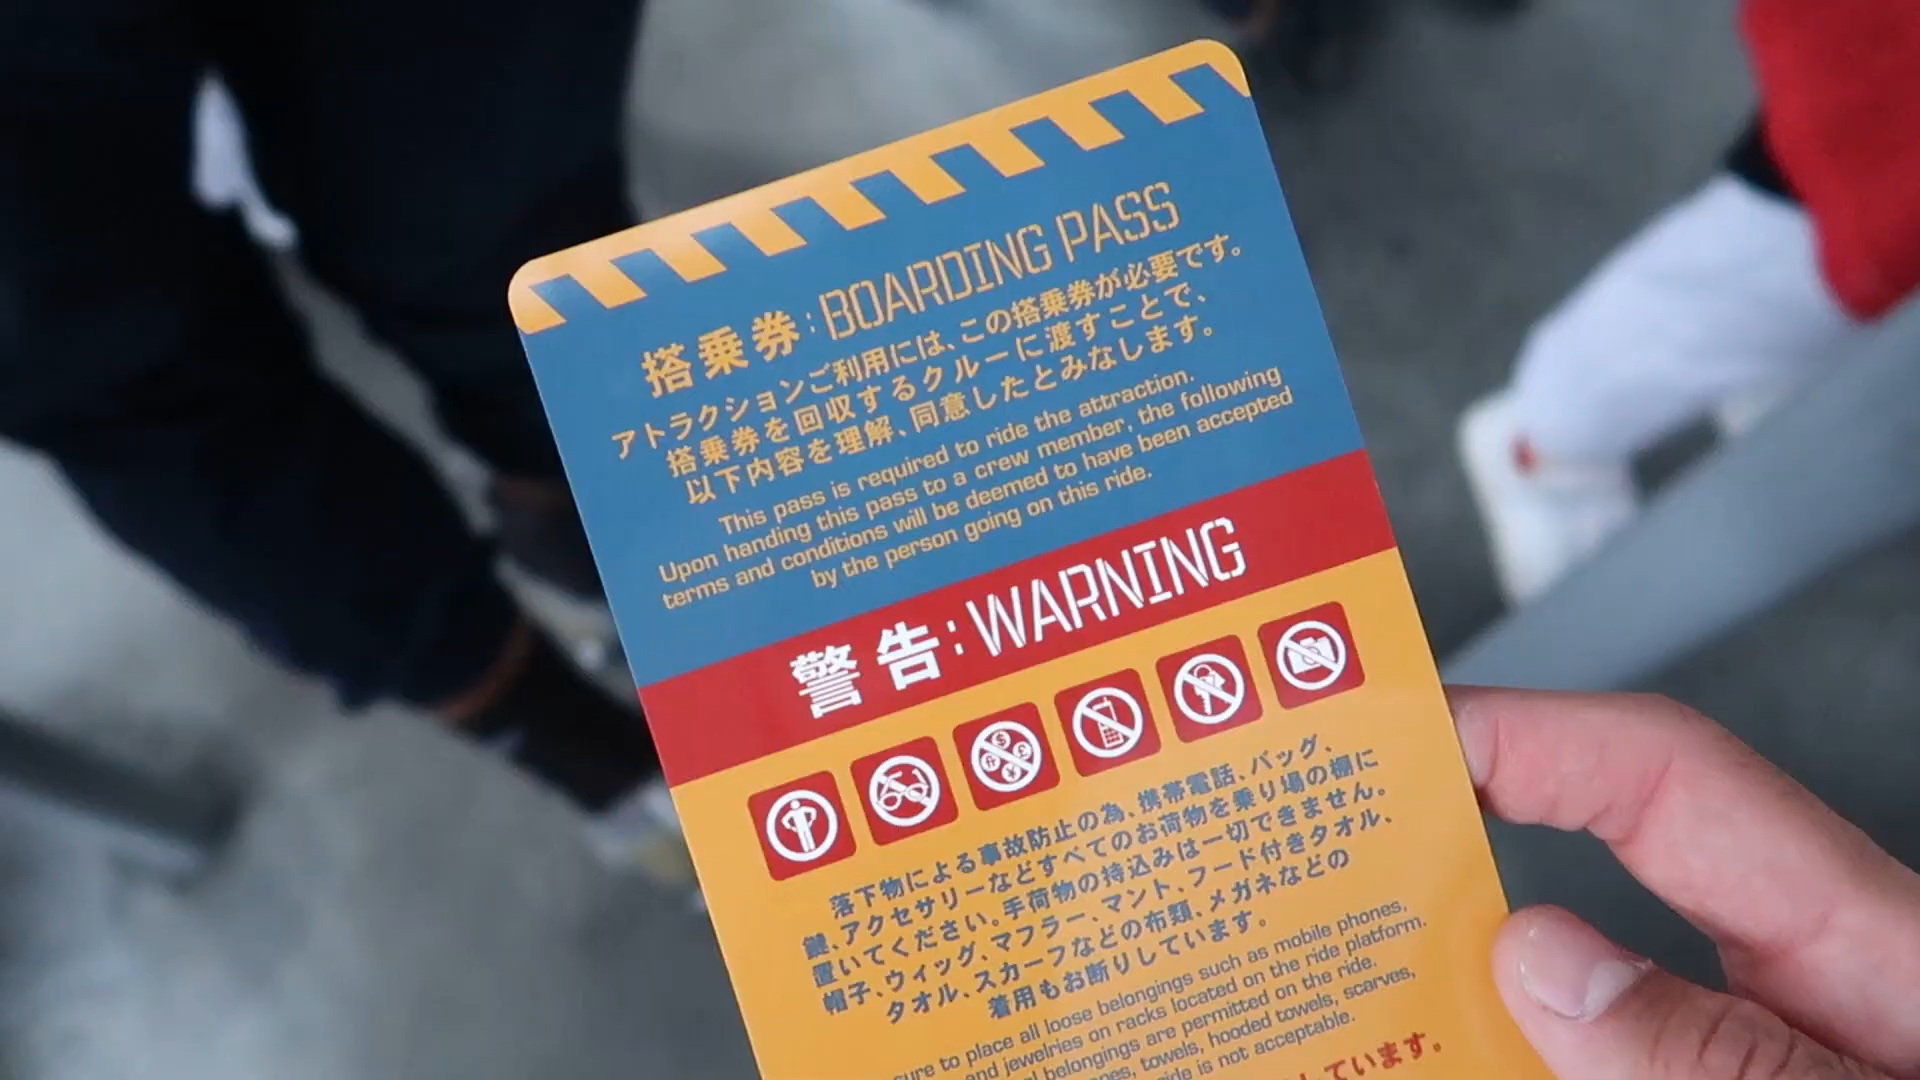 搭乗券:BOARDING PASS
アトラクションご利用には、この搭乗券が必要です。
搭乗券を回収するクルーに渡すことで、
以下内容を理解、同意したとみなします。
This pass is required to ride the attraction.
Upon handing this pass to a crew member, the following
terms and conditions will be deemed to have been accepted
by the person going on this ride.
警告:WARNING
落下物による事故防止の為、携帯電話、バッグ、
鍵、アクセサリーなどすべてのお荷物を乗り場の棚に
置いてください。手荷物の持込みは一切できません。
帽子、ウィッグ、マフラー、マント、フード付きタオル、
タオル、スカーフなどの布類、メガネなどの
着用もお断りしています。
to place all loose belongings such as mobile phones,
and jewelries on racks located on the ride platform.
belongings are permitted on the ride.
towels, hooded towels, scarves,
is not acceptable.
しています。